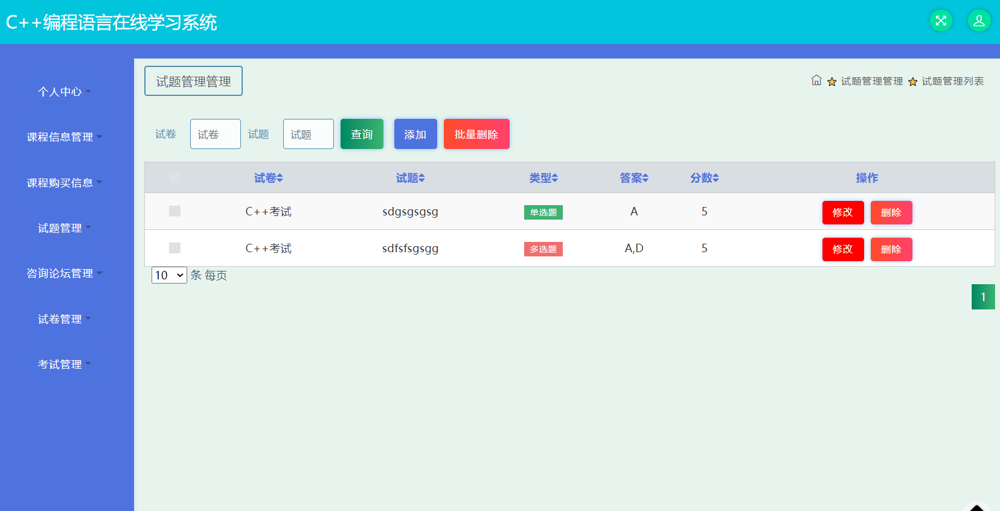 C++编程语言在线学习系统
个人中心
课程信息管理
课程购买信息
试题管理
咨询论坛管理
试卷管理
考试管理
试题管理管理
试题管理管理 试题管理列表
试卷 试卷 试题 试题 查询 添加 批量删除
试卷 试题 类型 答案 分数 操作
C++考试 sdgsgsgsg 单选题 A 5 修改 删除
C++考试 sdfsfsgsgg 多选题 A,D 5 修改 删除
10 条 每页
1